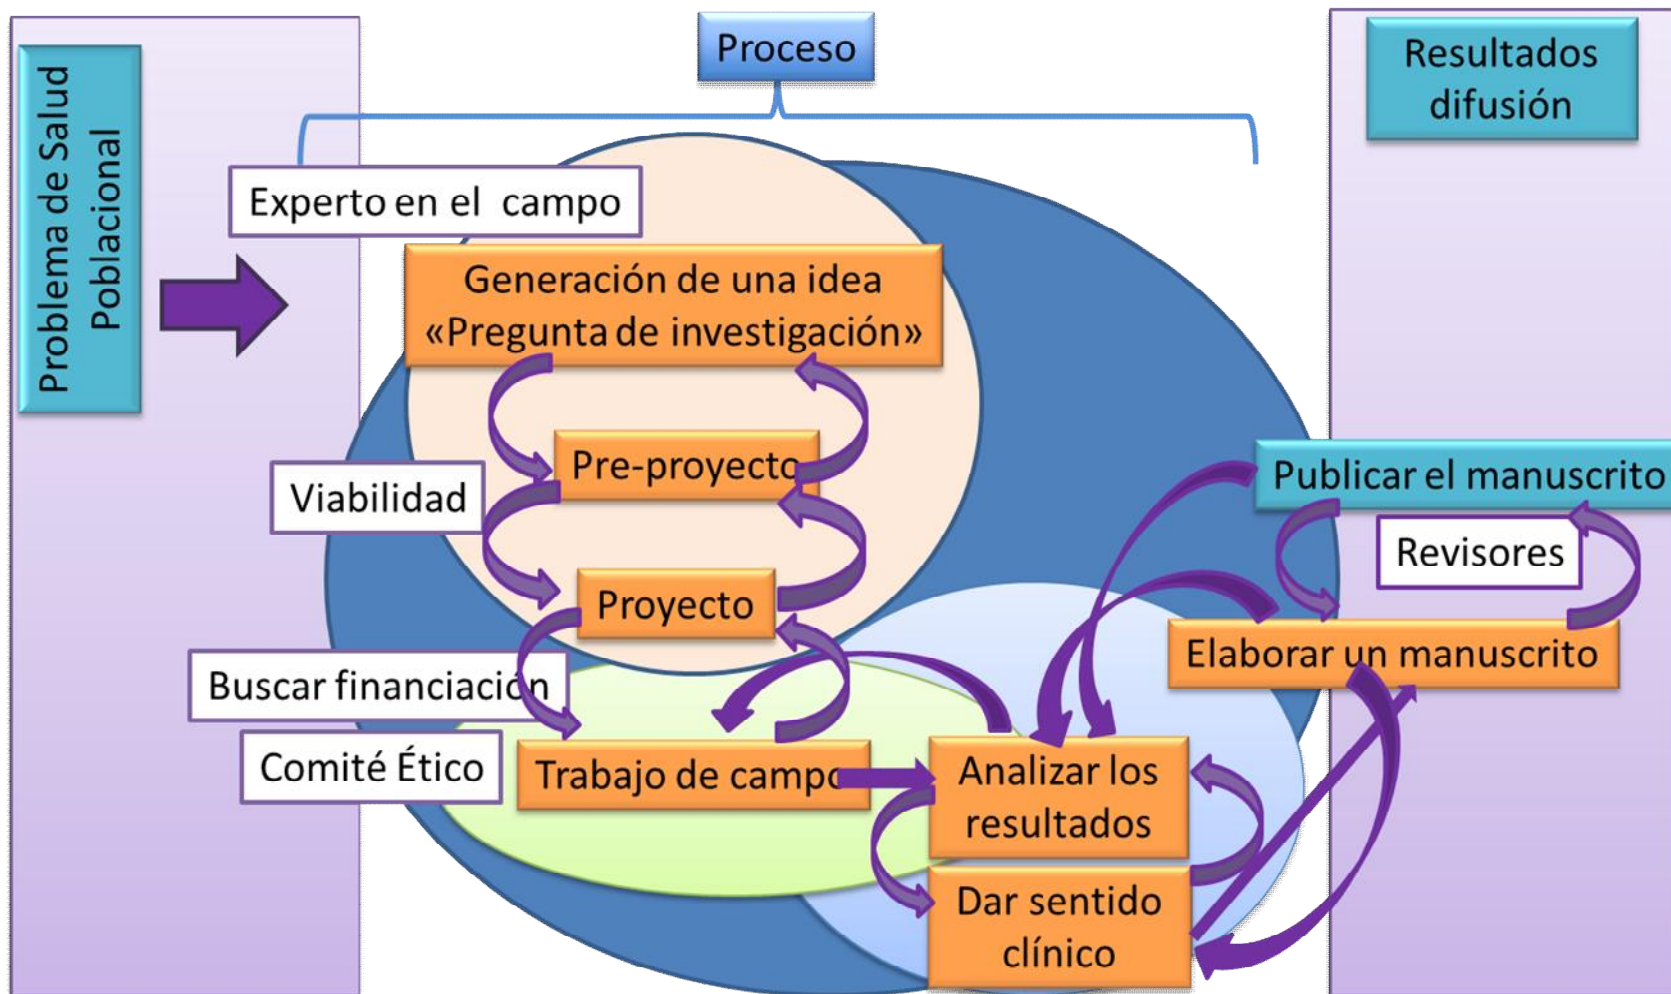 Problema de Salud
Poblacional
Proceso
Resultados
difusión
Experto en el campo
Generación de una idea
«Pregunta de investigación»
Pre-proyecto
Viabilidad
Proyecto
Buscar financiación
Comité Ético
Trabajo de campo
Analizar los
resultados
Dar sentido
clínico
Publicar el manuscrito
Revisores
Elaborar un manuscrito